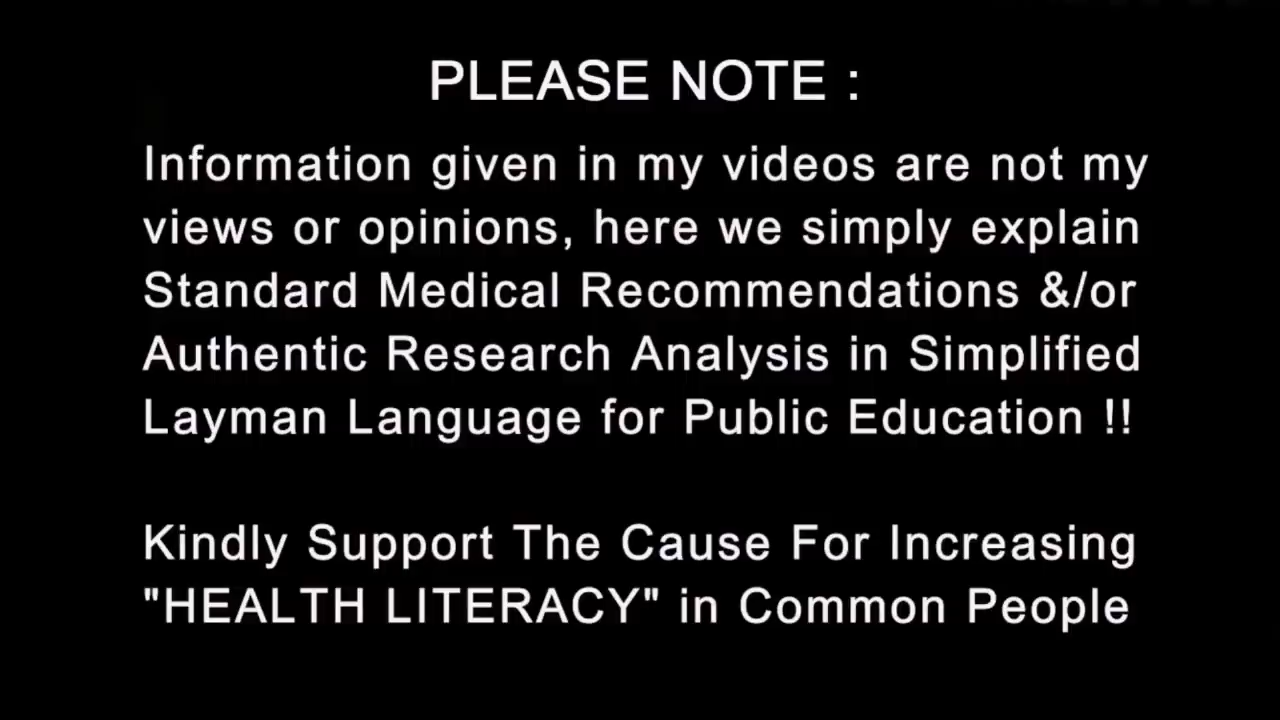 PLEASE NOTE :
Information given in my videos are not my
views or opinions, here we simply explain
Standard Medical Recommendations &/or
Authentic Research Analysis in Simplified
Layman Language for Public Education !!
Kindly Support The Cause For Increasing
"HEALTH LITERACY" in Common People